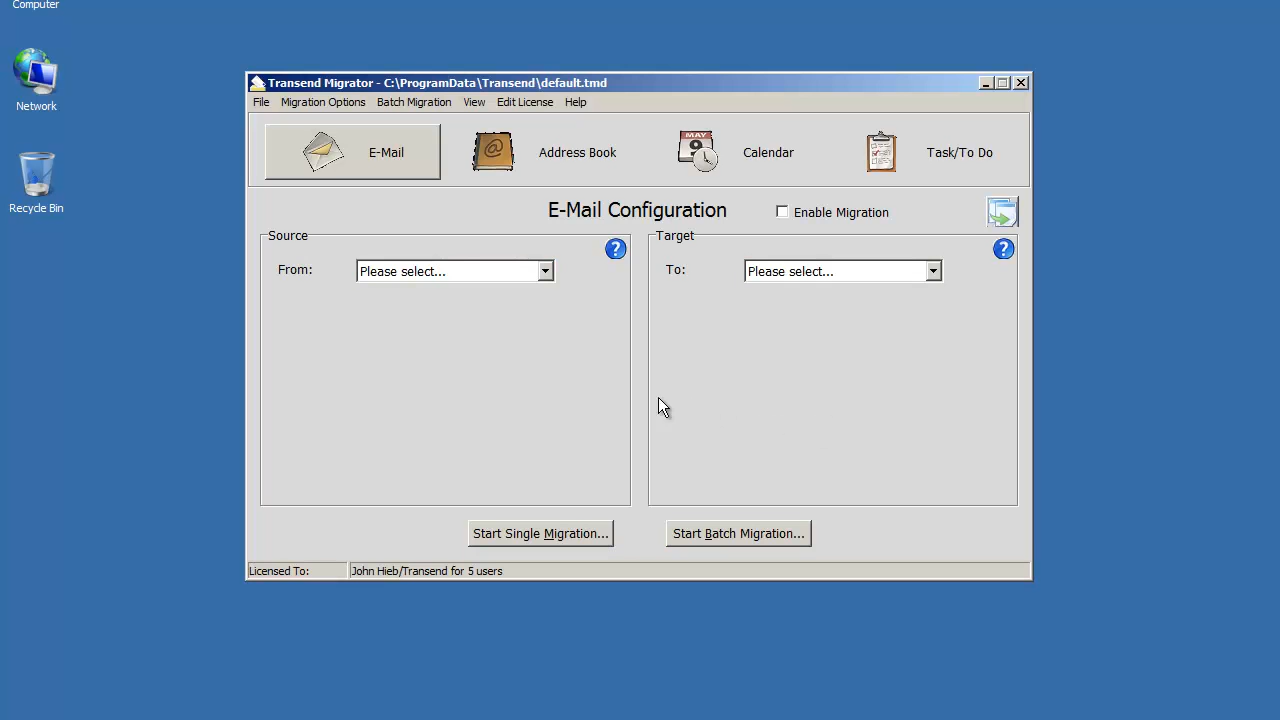 Computer
Network
Recycle Bin
Transend Migrator - C:\ProgramData\Transend\default.tmd
File Migration Options Batch Migration View Edit License Help
E-Mail Address Book MAY 9 Calendar Task/To Do
E-Mail Configuration Enable Migration
Source ? Target ?
From: Please select... To: Please select...
Start Single Migration... Start Batch Migration...
Licensed To: John Hieb/Transend for 5 users